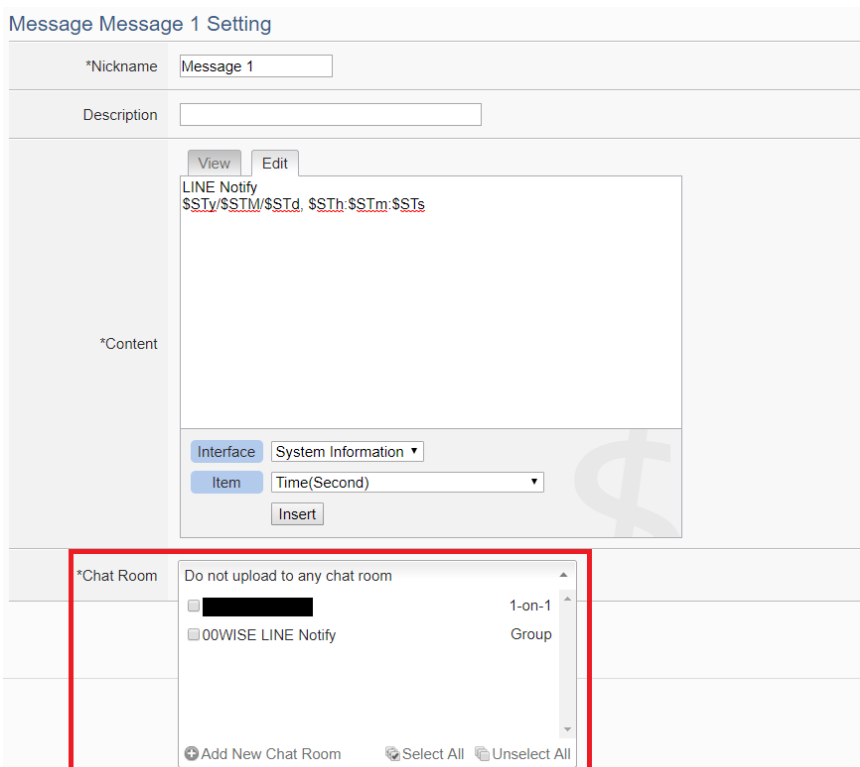 Message Message 1 Setting
*Nickname Message 1
Description
View Edit
LINE Notify
$STy/$STM/$STd, $STh:$STm:$STs
*Content
Interface System Information
Item Time(Second)
Insert
$
*Chat Room Do not upload to any chat room
1-on-1
00WISE LINE Notify Group
Add New Chat Room Select All Unselect All